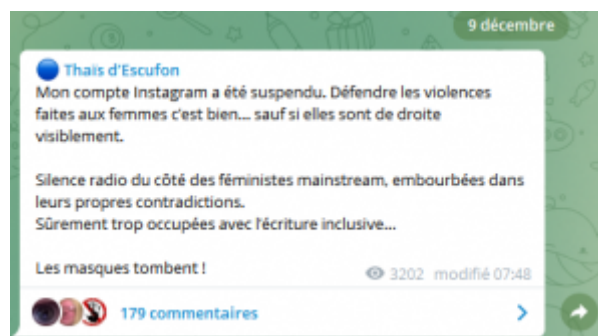 9 décembre
Thaïs d'Escufon
Mon compte Instagram a été suspendu. Défendre les violences
faites aux femmes c'est bien... sauf si elles sont de droite
visiblement.
Silence radio du côté des féministes mainstream, embourbées dans
leurs propres contradictions.
Sûrement trop occupées avec l'écriture inclusive...
Les masques tombent !
3202 modifié 07:48
179 commentaires